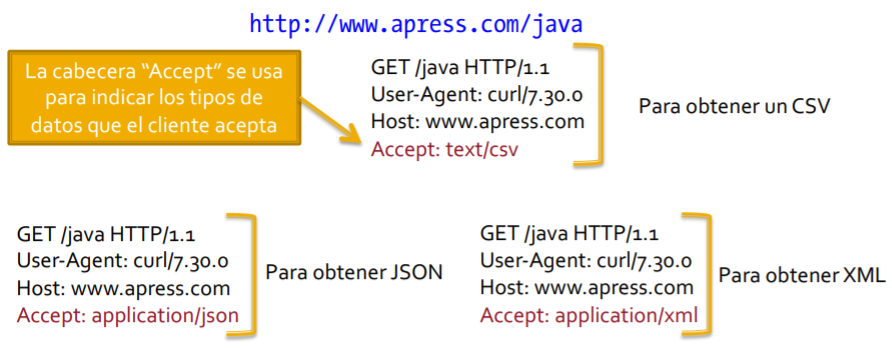 http://www.apress.com/java
La cabecera “Accept” se usa
para indicar los tipos de
datos que el cliente acepta
GET /java HTTP/1.1
User-Agent: curl/7.30.0
Host: www.apress.com
Accept: text/csv
Para obtener un CSV
GET /java HTTP/1.1
User-Agent: curl/7.30.0
Host: www.apress.com
Accept: application/json
Para obtener JSON
GET /java HTTP/1.1
User-Agent: curl/7.30.0
Host: www.apress.com
Accept: application/xml
Para obtener XML